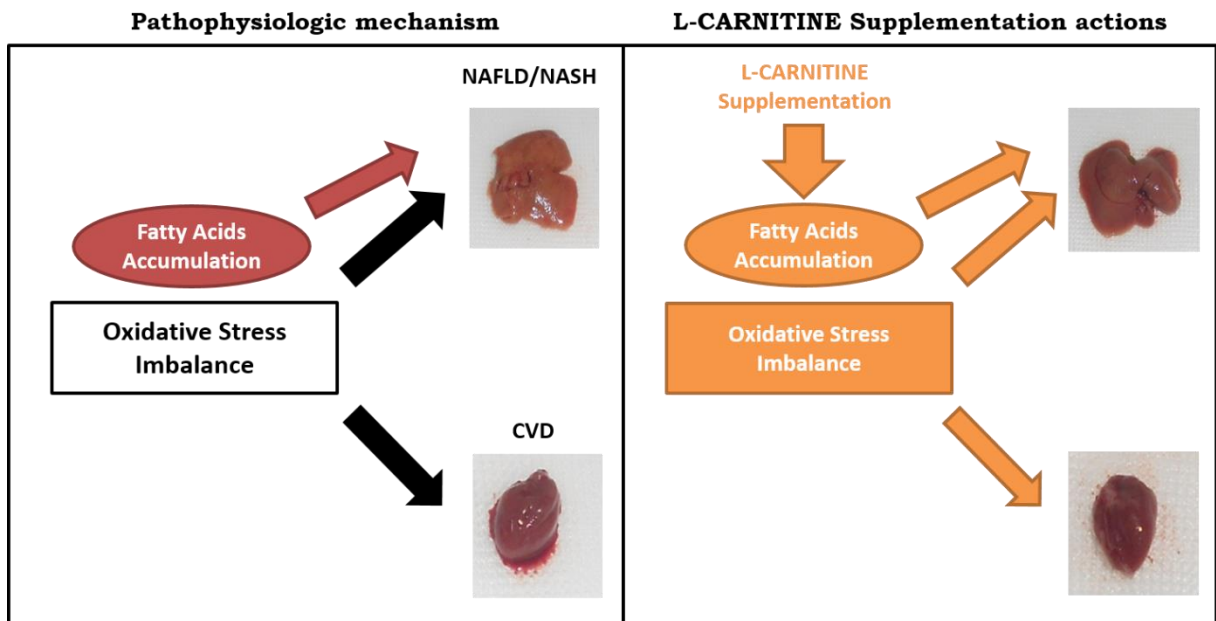 Pathophysiologic mechanism
NAFLD/NASH
Fatty Acids
Accumulation
Oxidative Stress
Imbalance
CVD
L-CARNITINE Supplementation actions
L-CARNITINE
Supplementation
Fatty Acids
Accumulation
Oxidative Stress
Imbalance